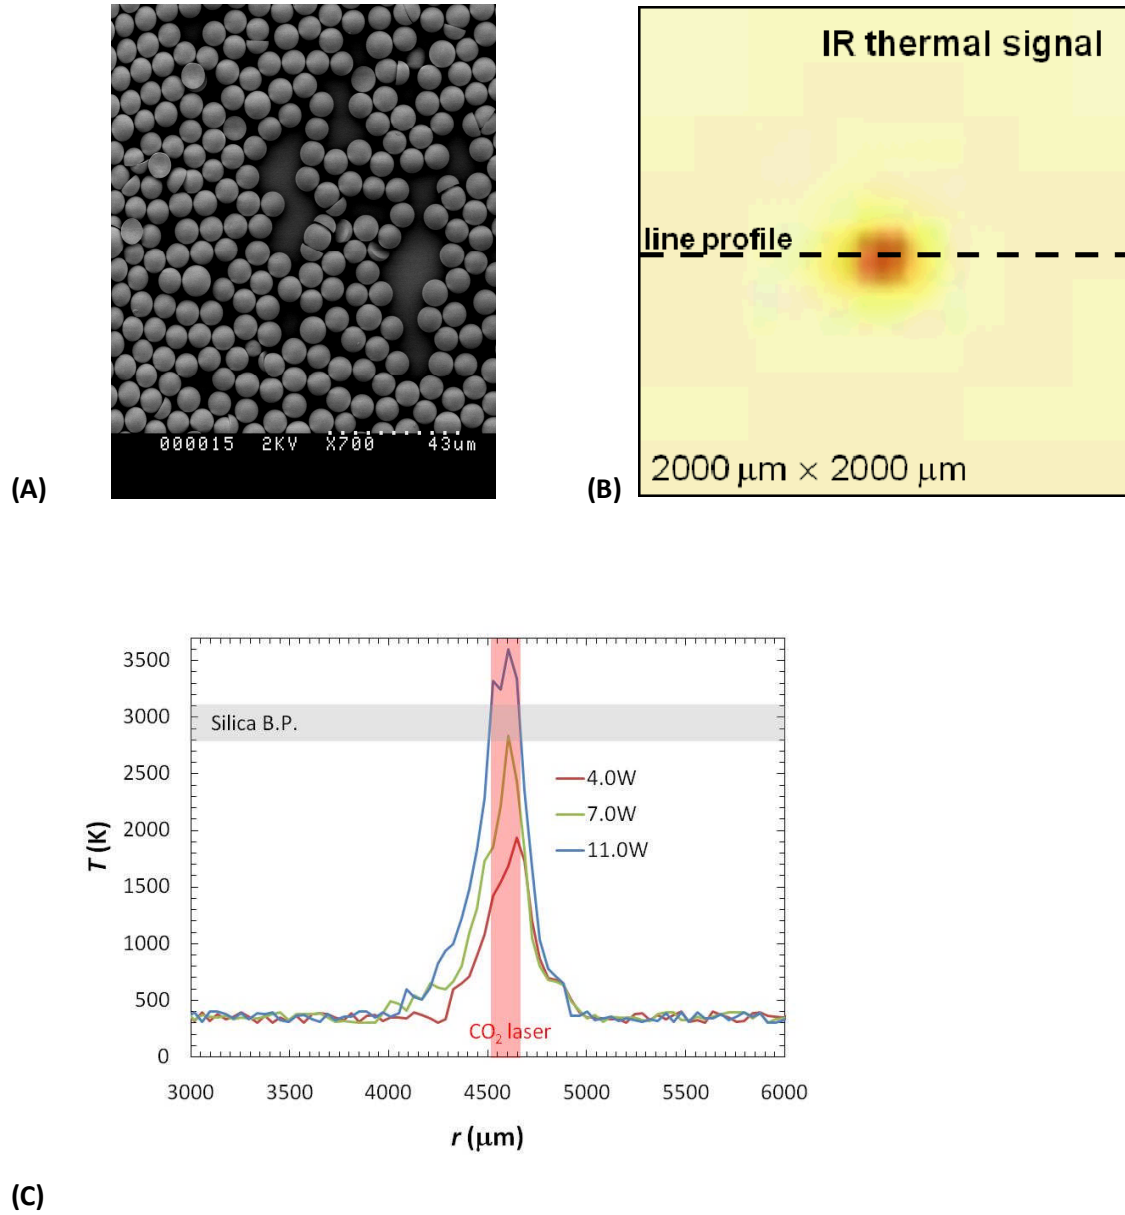 000015 2KV X700 43um
(A)
IR thermal signal
line profile
2000 μm × 2000 μm
(B)
3500
3000
2500
2000
1500
1000
500
0
T (K)
Silica B.P.
4.0W
7.0W
11.0W
CO₂ laser
3000 3500 4000 4500 5000 5500 6000
r (μm)
(C)